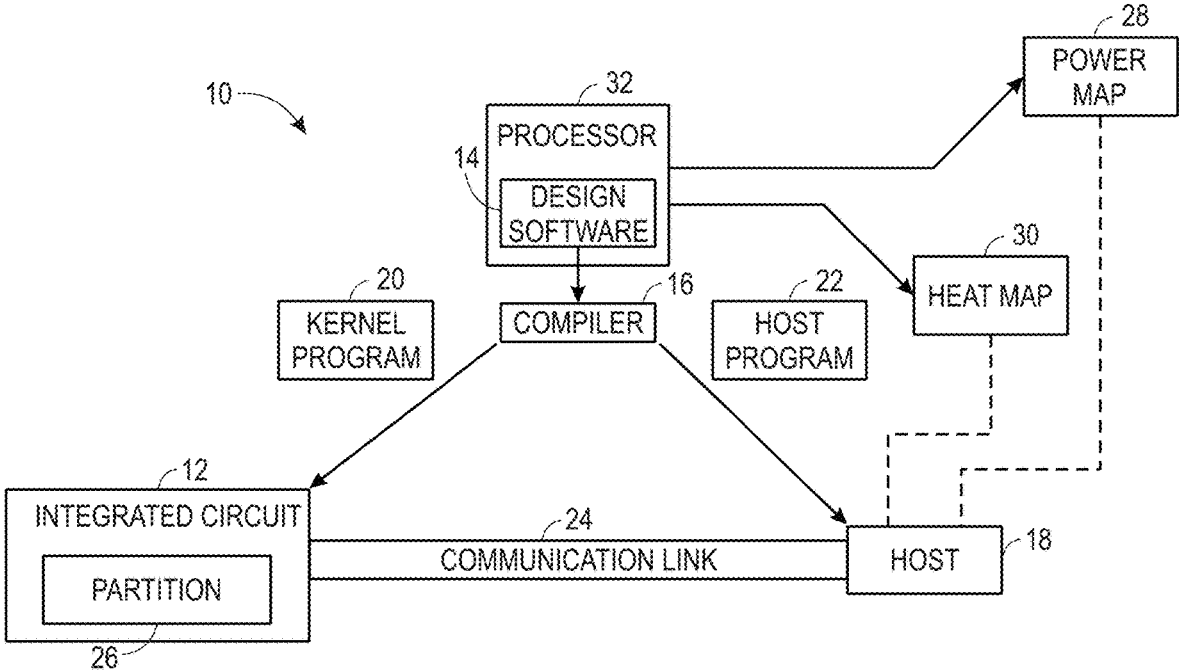 28
POWER
MAP
10
32
PROCESSOR
14
DESIGN
SOFTWARE
30
HEAT MAP
20
KERNEL
PROGRAM
16
COMPILER
22
HOST
PROGRAM
12
INTEGRATED CIRCUIT
PARTITION
26
24
COMMUNICATION LINK
HOST
18